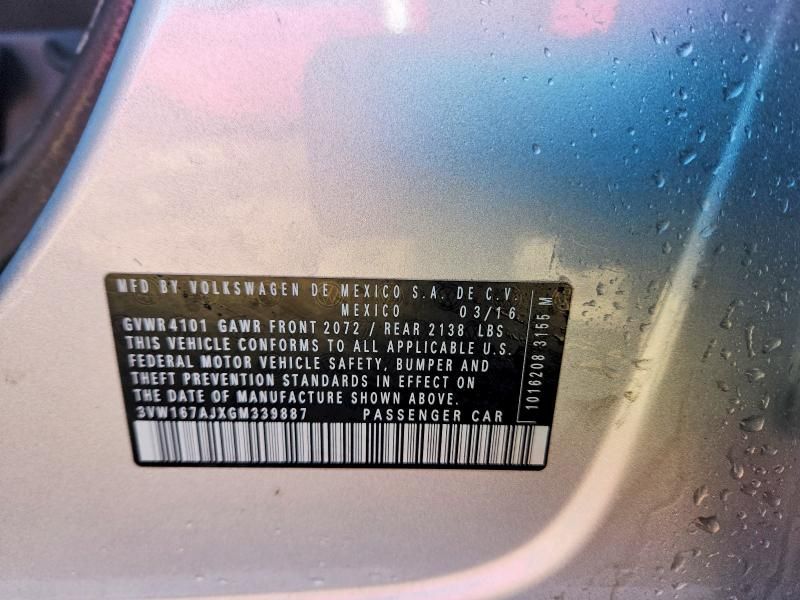 MFD BY VOLKSWAGEN DE MEXICO S.A. DE C.V.
MEXICO 03/16
GVWR 4101 GAWR FRONT 2072 / REAR 2138 LBS
THIS VEHICLE CONFORMS TO ALL APPLICABLE U.S.
FEDERAL MOTOR VEHICLE SAFETY, BUMPER AND
THEFT PREVENTION STANDARDS IN EFFECT ON
THE DATE OF MANUFACTURE SHOWN ABOVE.
3VW167AJXGM339887 PASSENGER CAR
1016208 3155 M